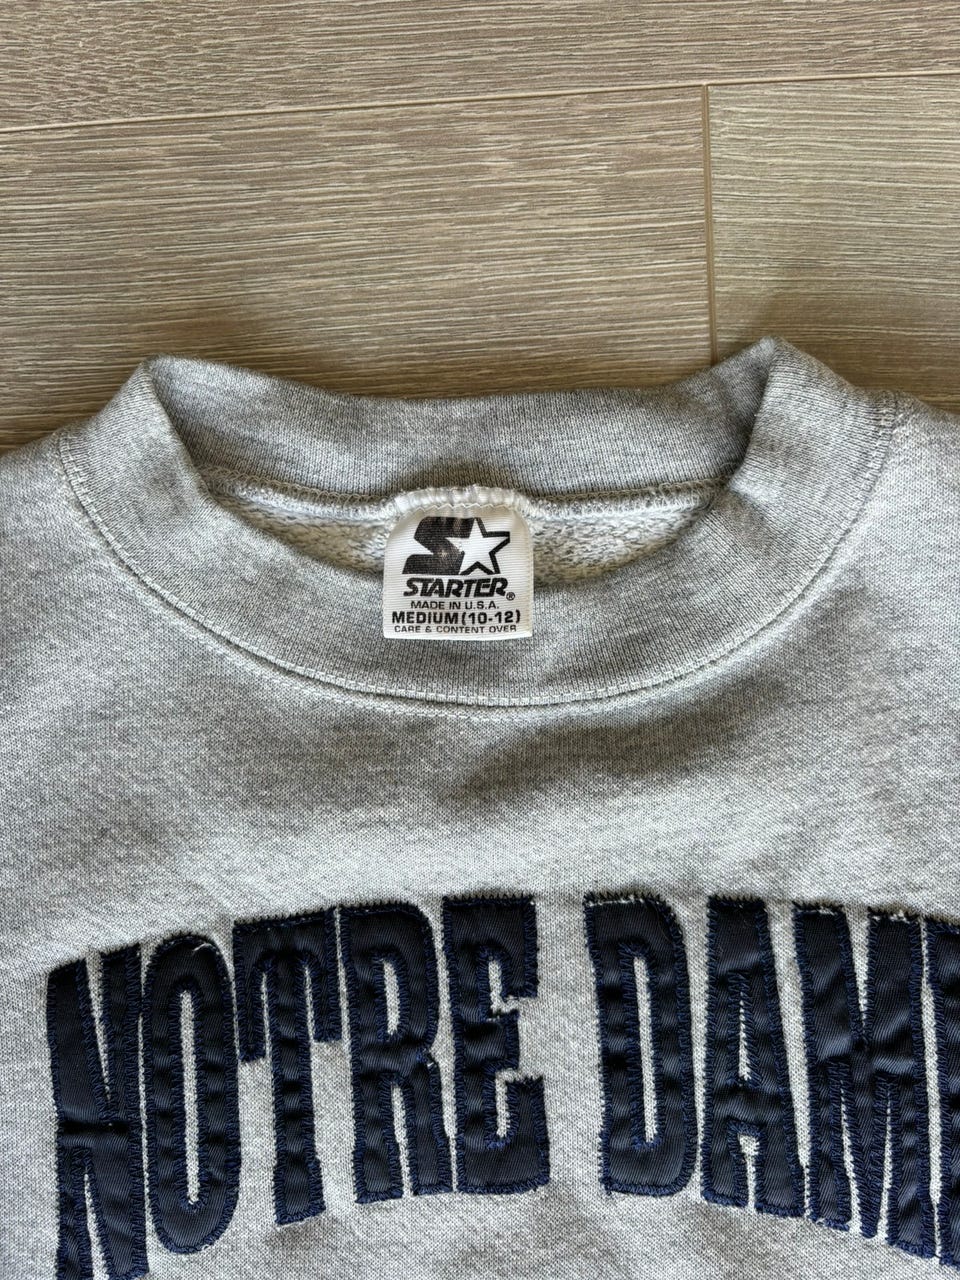 STARTER®
MADE IN U.S.A.
MEDIUM (10-12)
CARE & CONTENT OVER
NOTRE DAME